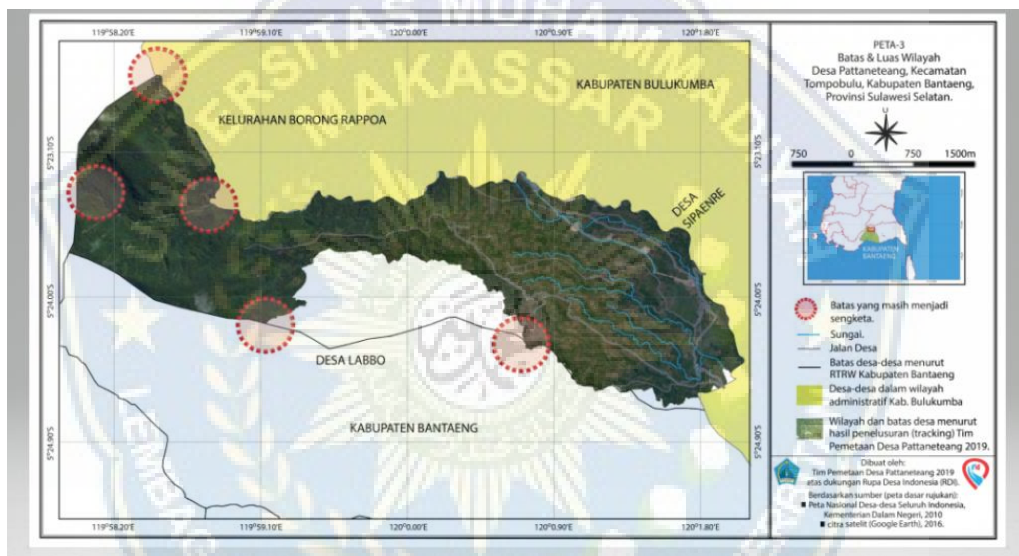 119°58.20'E 119°59.10'E 120°0.00'E 120°0.90'E 120°1.80'E
UNIVERSITAS MUHAMMADIYAH
MAKASSAR
KABUPATEN BULUKUMBA
KELURAHAN BORONG RAPPOA
DESA
SIPAENRE
DESA LABBO
KABUPATEN BANTAENG
5°23.10'S
5°24.00'S
5°24.90'S
5°23.10'S
5°24.00'S
5°24.90'S
119°58.20'E 119°59.10'E 120°0.00'E 120°0.90'E 120°1.80'E
PETA-3
Batas & Luas Wilayah
Desa Pattaneteang, Kecamatan
Tompobulu, Kabupaten Bantaeng,
Provinsi Sulawesi Selatan.
U
750 0 750 1500m
KABUPATEN
BANTAENG
Batas yang masih menjadi
sengketa.
Sungai.
Jalan Desa
Batas desa-desa menurut
RTRW Kabupaten Bantaeng
Desa-desa dalam wilayah
administratif Kab. Bulukumba
Wilayah dan batas desa menurut
hasil penelusuran (tracking) Tim
Pemetaan Desa Pattaneteang 2019.
Dibuat oleh:
Tim Pemetaan Desa Pattaneteang 2019
atas dukungan Rupa Desa Indonesia (RDI).
Berdasarkan sumber (peta dasar rujukan):
Peta Nasional Desa-desa Seluruh Indonesia,
Kementerian Dalam Negeri, 2010
citra satelit (Google Earth), 2016.